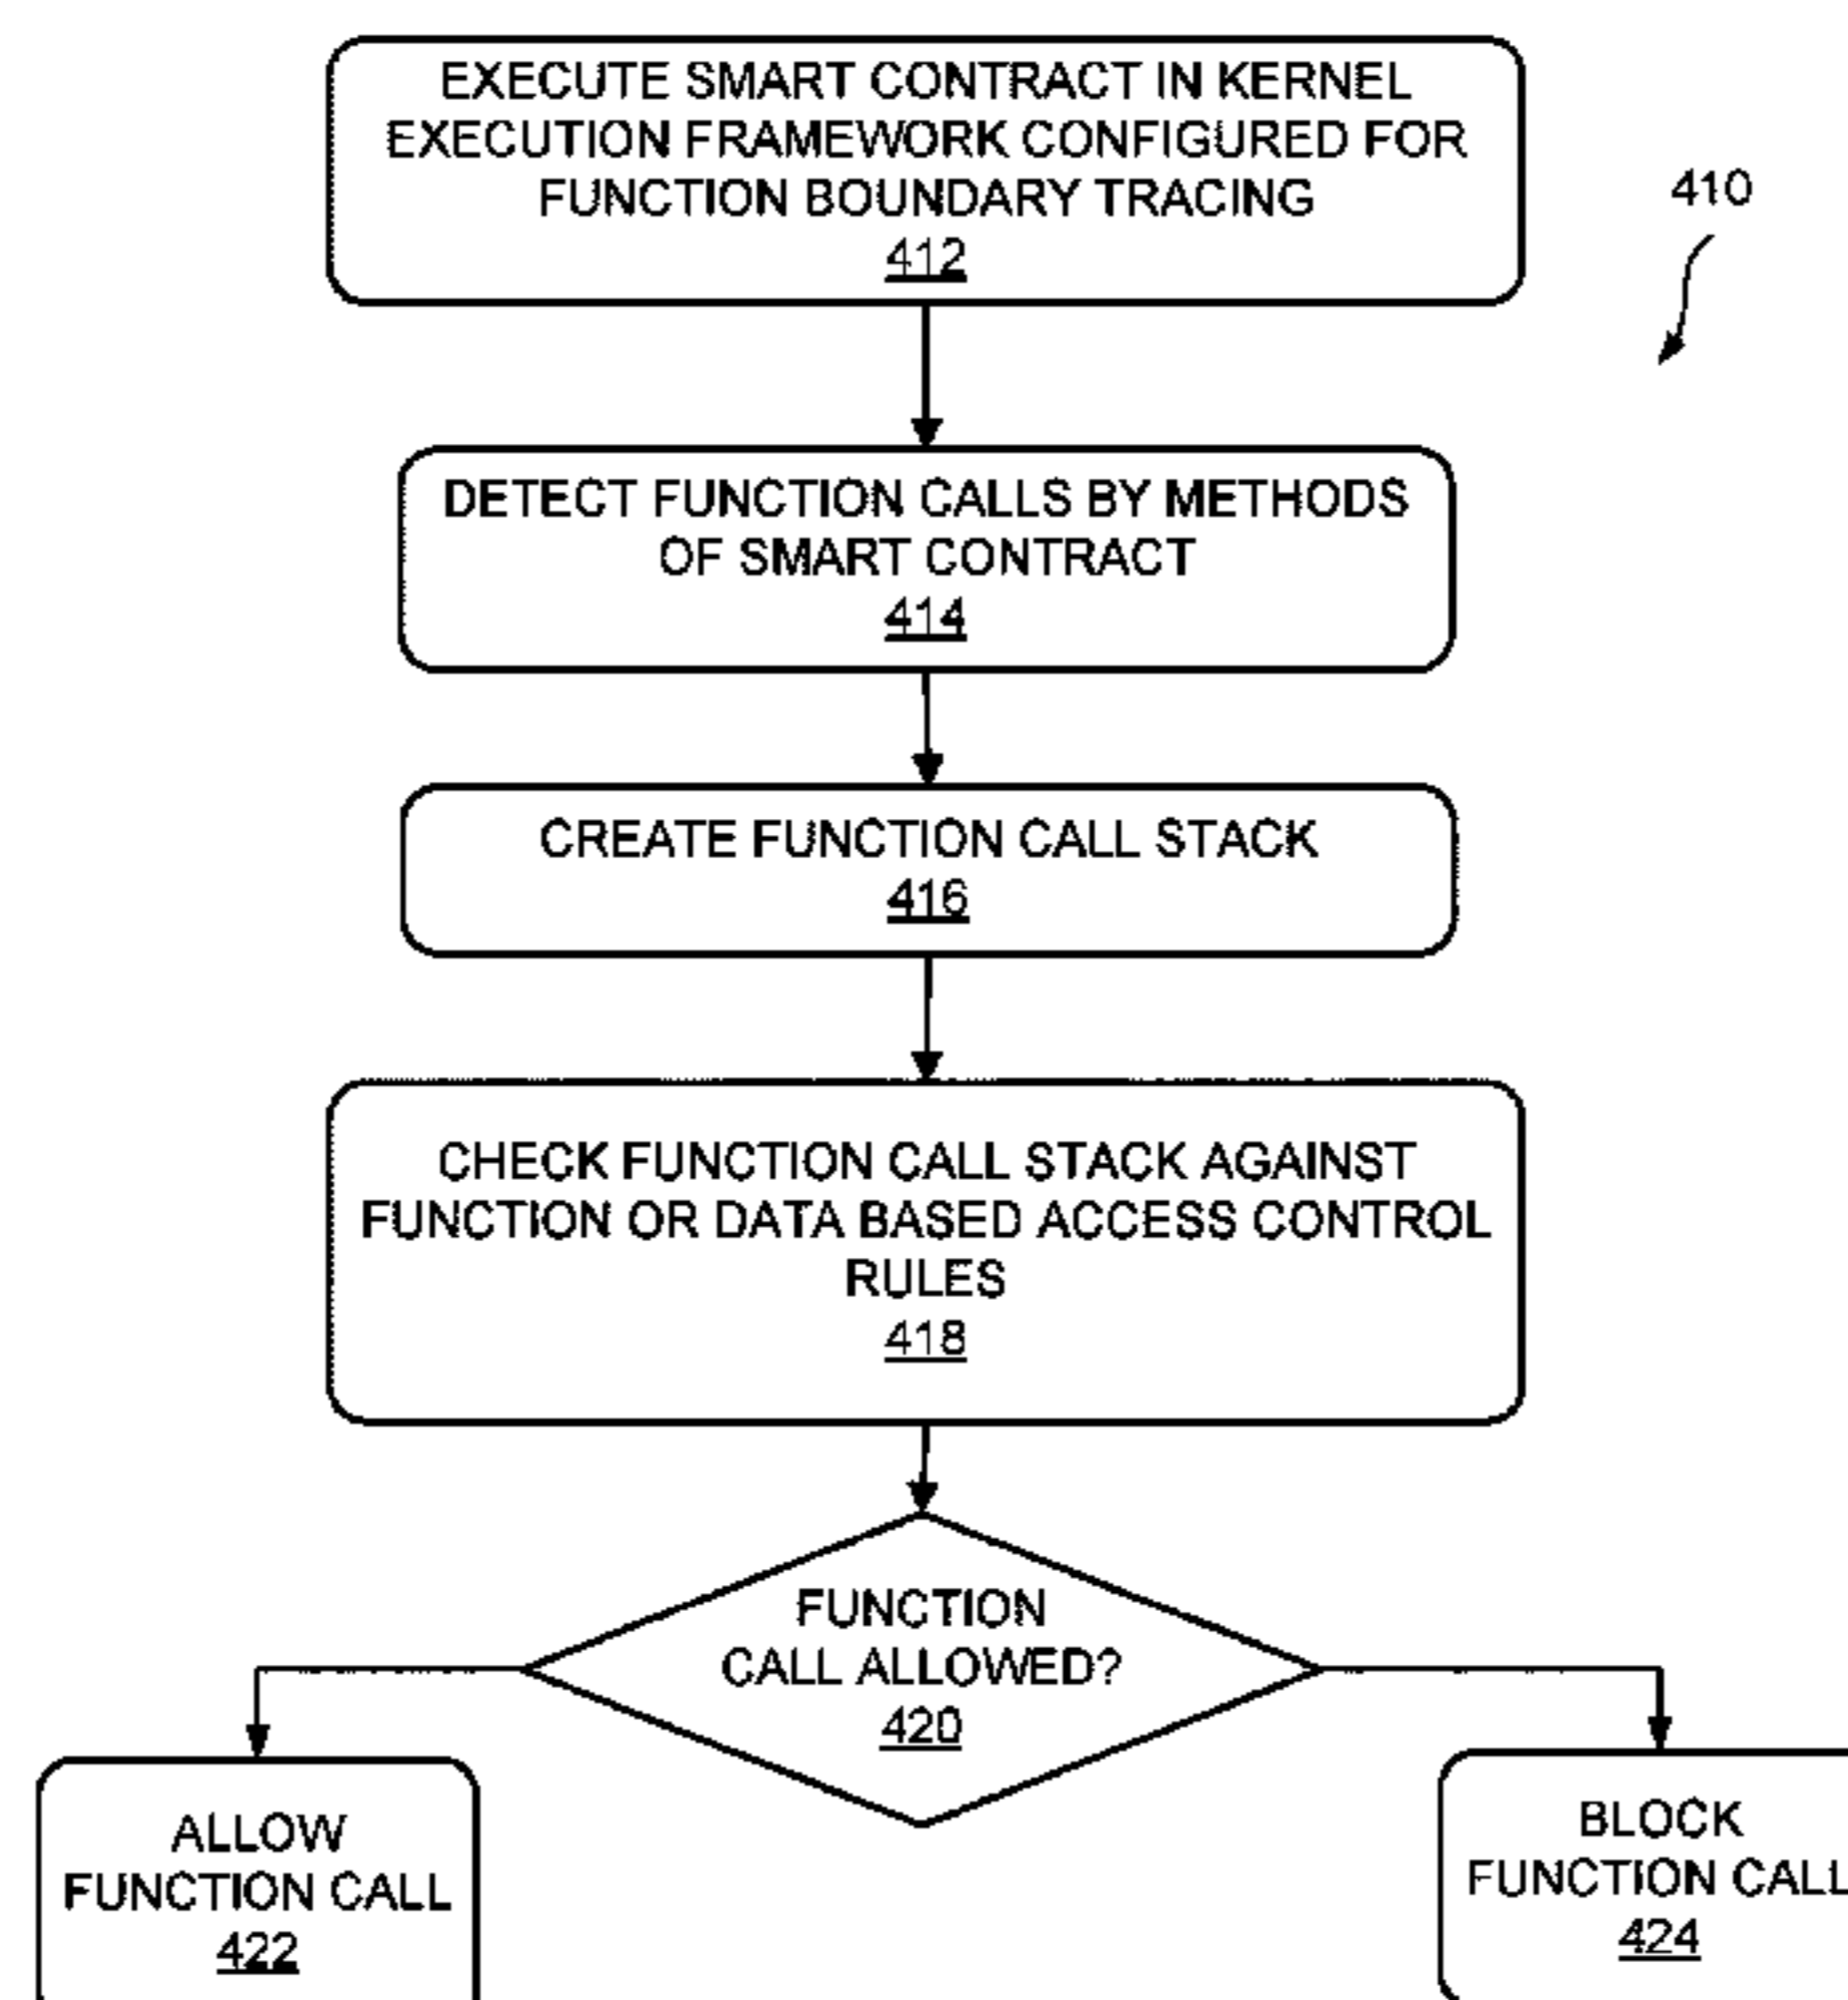 EXECUTE SMART CONTRACT IN KERNEL
EXECUTION FRAMEWORK CONFIGURED FOR
FUNCTION BOUNDARY TRACING
412
410
DETECT FUNCTION CALLS BY METHODS
OF SMART CONTRACT
414
CREATE FUNCTION CALL STACK
416
CHECK FUNCTION CALL STACK AGAINST
FUNCTION OR DATA BASED ACCESS CONTROL
RULES
418
FUNCTION
CALL ALLOWED?
420
ALLOW
FUNCTION CALL
422
BLOCK
FUNCTION CALL
424